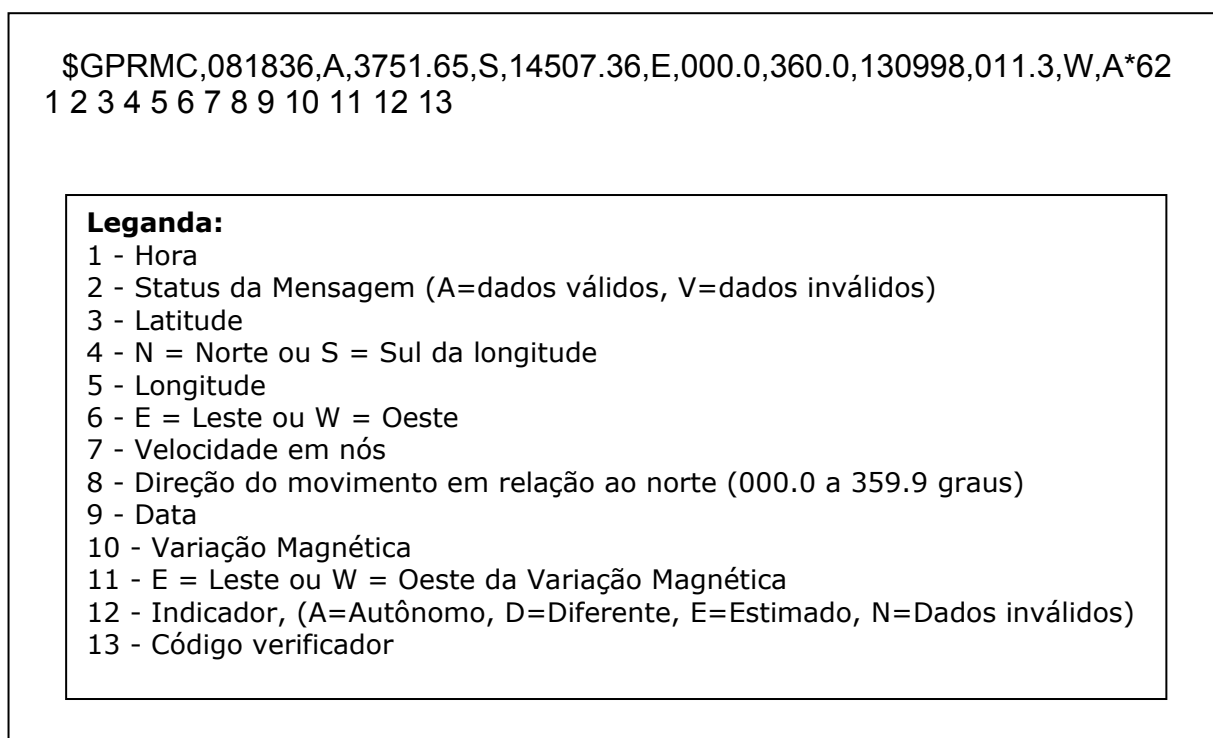 $GPRMC,081836,A,3751.65,S,14507.36,E,000.0,360.0,130998,011.3,W,A*62
1 2 3 4 5 6 7 8 9 10 11 12 13
Leganda:
1 - Hora
2 - Status da Mensagem (A=dados válidos, V=dados inválidos)
3 - Latitude
4 - N = Norte ou S = Sul da longitude
5 - Longitude
6 - E = Leste ou W = Oeste
7 - Velocidade em nós
8 - Direção do movimento em relação ao norte (000.0 a 359.9 graus)
9 - Data
10 - Variação Magnética
11 - E = Leste ou W = Oeste da Variação Magnética
12 - Indicador, (A=Autônomo, D=Diferente, E=Estimado, N=Dados inválidos)
13 - Código verificador